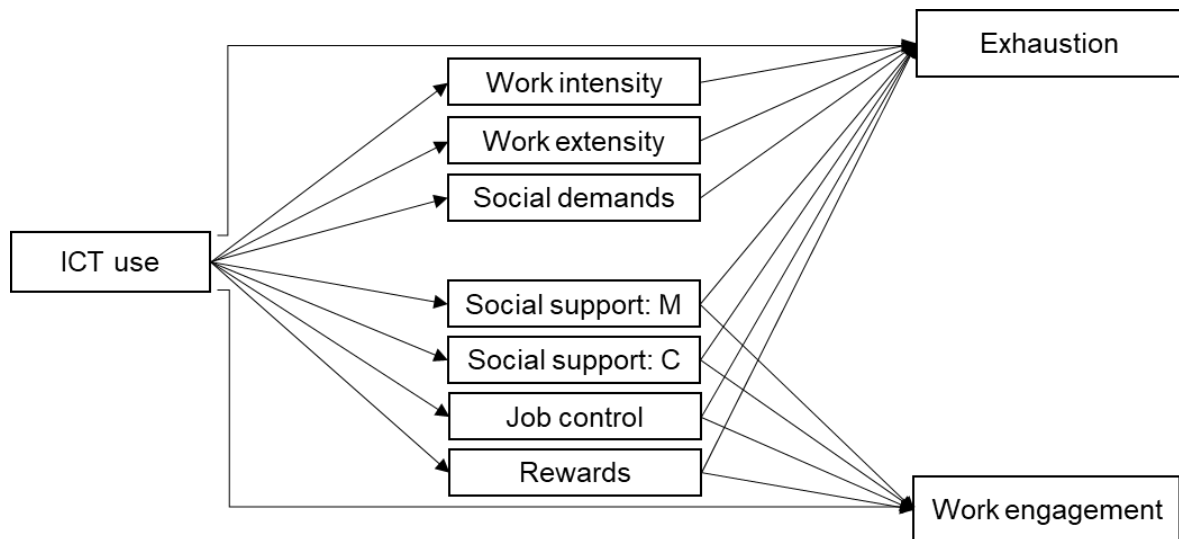 Exhaustion
Work intensity
Work extensity
Social demands
ICT use
Social support: M
Social support: C
Job control
Rewards
Work engagement